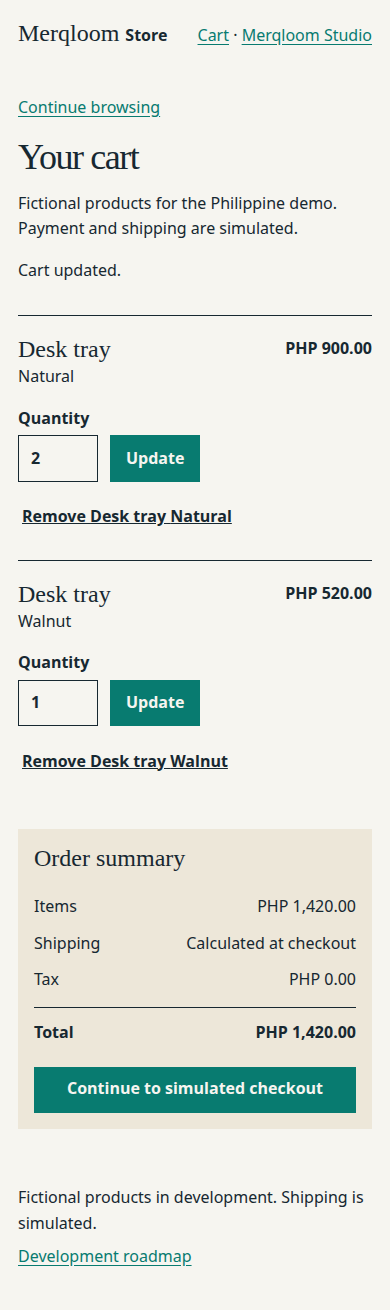 Merqloom Store
Cart · Merqloom Studio
Continue browsing
Your cart
Fictional products for the Philippine demo.
Payment and shipping are simulated.
Cart updated.
Desk tray
PHP 900.00
Natural
Quantity
2
Update
Remove Desk tray Natural
Desk tray
PHP 520.00
Walnut
Quantity
1
Update
Remove Desk tray Walnut
Order summary
Items PHP 1,420.00
Shipping Calculated at checkout
Tax PHP 0.00
Total PHP 1,420.00
Continue to simulated checkout
Fictional products in development. Shipping is
simulated.
Development roadmap